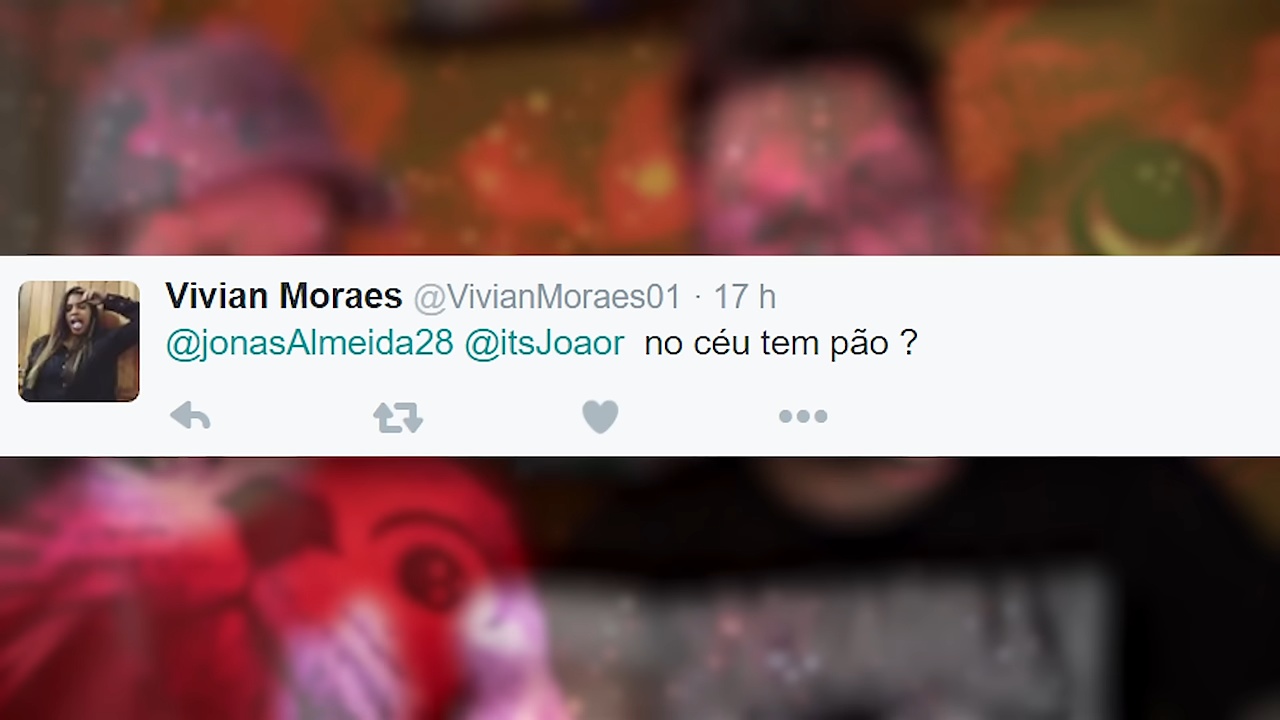 Vivian Moraes @VivianMoraes01 · 17 h
@jonasAlmeida28 @itsJoaor no céu tem pão ?